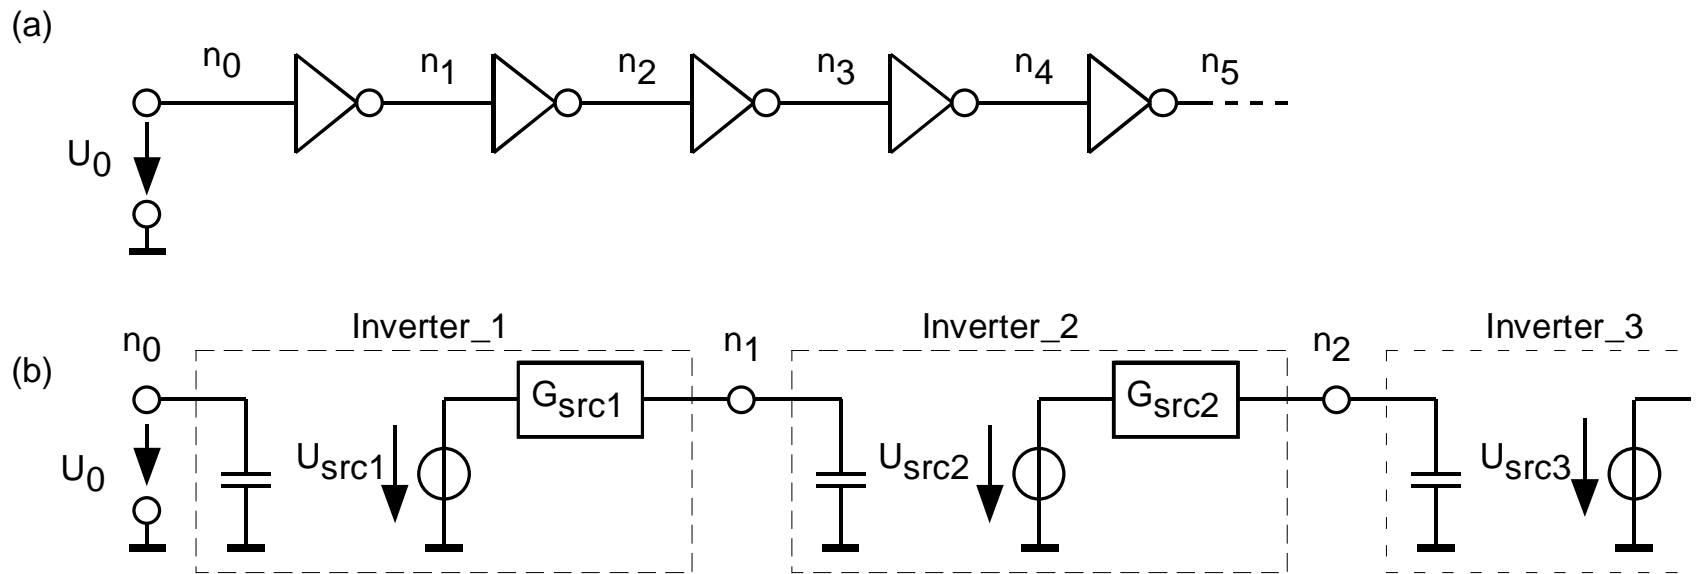 (a)
n0 n1 n2 n3 n4 n5
U0
Inverter_1 Inverter_2 Inverter_3
(b)
n0 n1 n2
Gsrc1 Gsrc2
U0 Usrc1 Usrc2 Usrc3